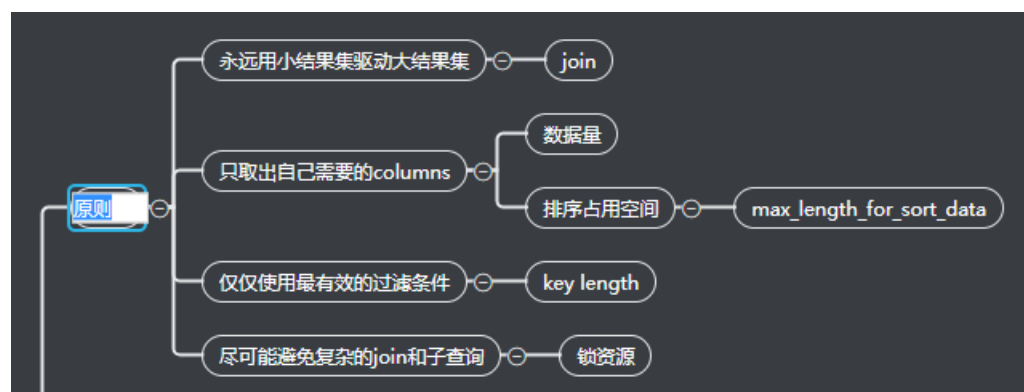 永远用小结果集驱动大结果集
join
数据量
只取出自己需要的columns
排序占用空间
max_length_for_sort_data
原则
仅仅使用最有效的过滤条件
key length
尽可能避免复杂的join和子查询
锁资源